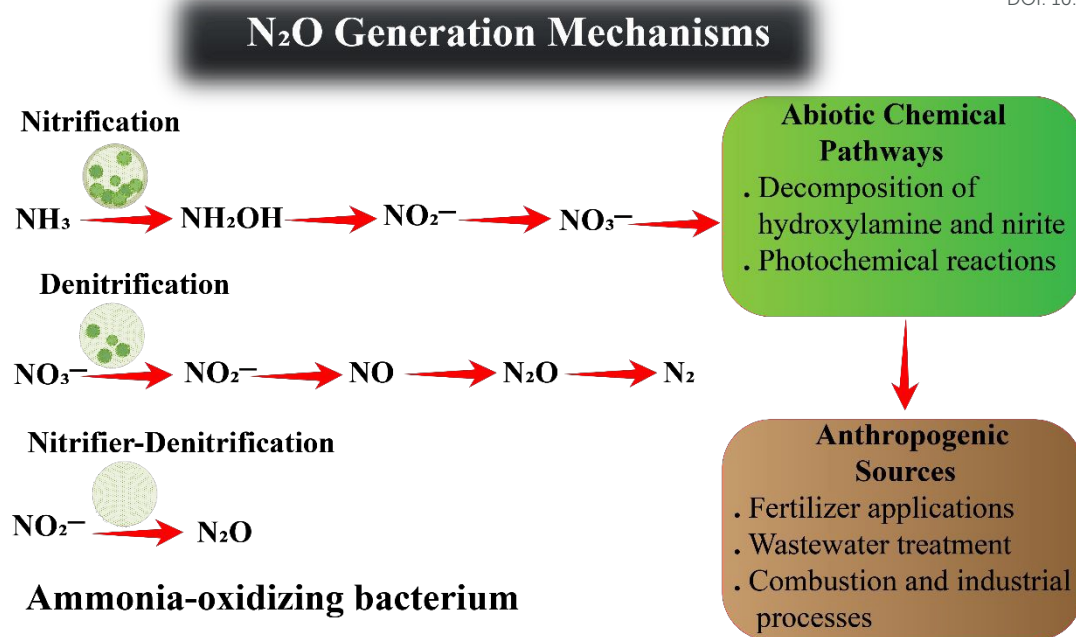 DOI: 10.
N₂O Generation Mechanisms
Nitrification
NH₃ NH₂OH NO₂⁻ NO₃⁻
Denitrification
NO₃⁻ NO₂⁻ NO N₂O N₂
Nitrifier-Denitrification
NO₂⁻ N₂O
Ammonia-oxidizing bacterium
Abiotic Chemical
Pathways
. Decomposition of
hydroxylamine and nirite
. Photochemical reactions
Anthropogenic
Sources
. Fertilizer applications
. Wastewater treatment
. Combustion and industrial
processes